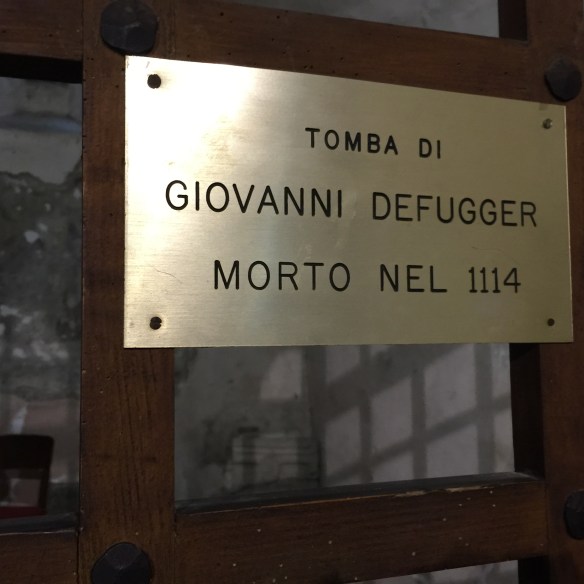 TOMBA DI
GIOVANNI DEFUGGER
MORTO NEL 1114